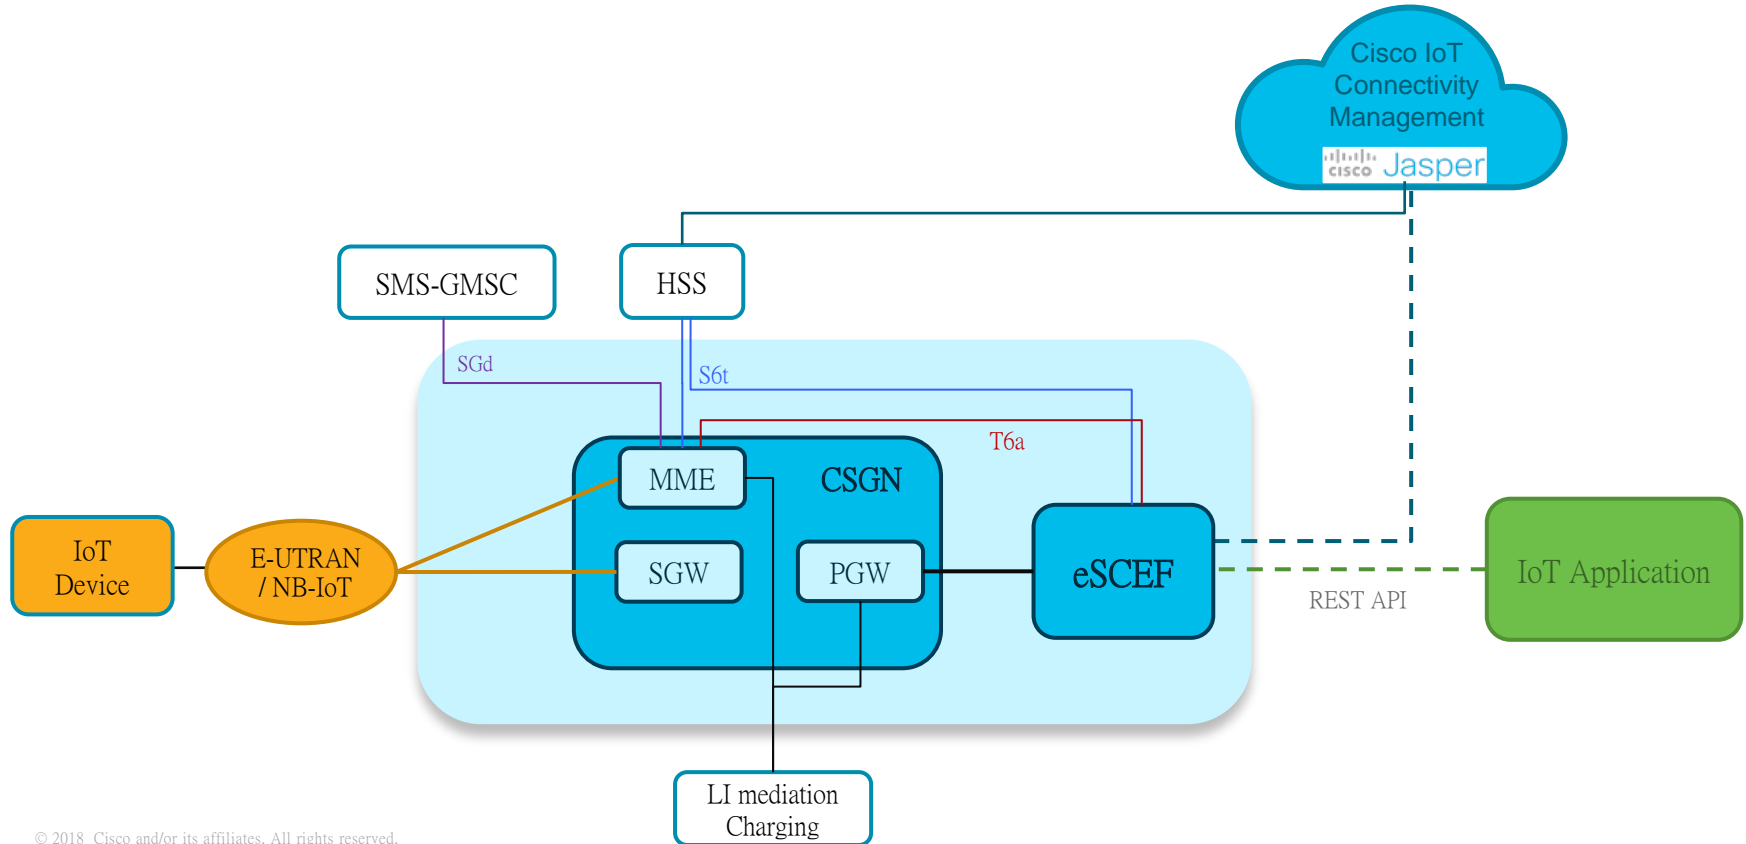 Cisco IoT
Connectivity
Management
CISCO Jasper
SMS-GMSC
HSS
SGd
S6t
T6a
MME
CSGN
IoT
Device
E-UTRAN
/ NB-IoT
SGW
PGW
eSCEF
IoT Application
REST API
LI mediation
Charging
© 2018 Cisco and/or its affiliates. All rights reserved.